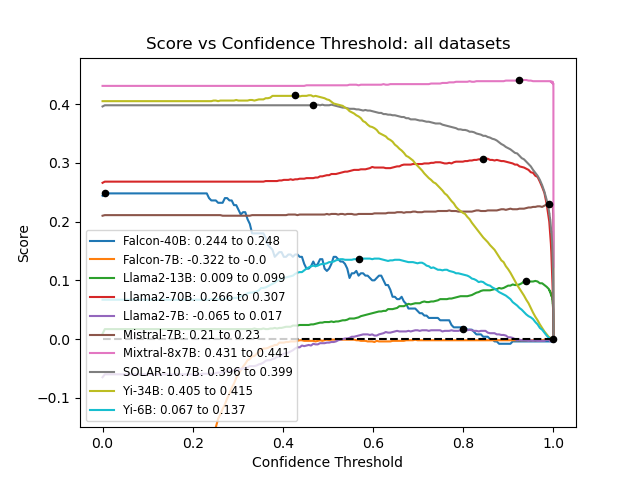 Score vs Confidence Threshold: all datasets
Score
0.4
0.3
0.2
0.1
0.0
−0.1
Falcon-40B: 0.244 to 0.248
Falcon-7B: -0.322 to -0.0
Llama2-13B: 0.009 to 0.099
Llama2-70B: 0.266 to 0.307
Llama2-7B: -0.065 to 0.017
Mistral-7B: 0.21 to 0.23
Mixtral-8x7B: 0.431 to 0.441
SOLAR-10.7B: 0.396 to 0.399
Yi-34B: 0.405 to 0.415
Yi-6B: 0.067 to 0.137
0.0 0.2 0.4 0.6 0.8 1.0
Confidence Threshold